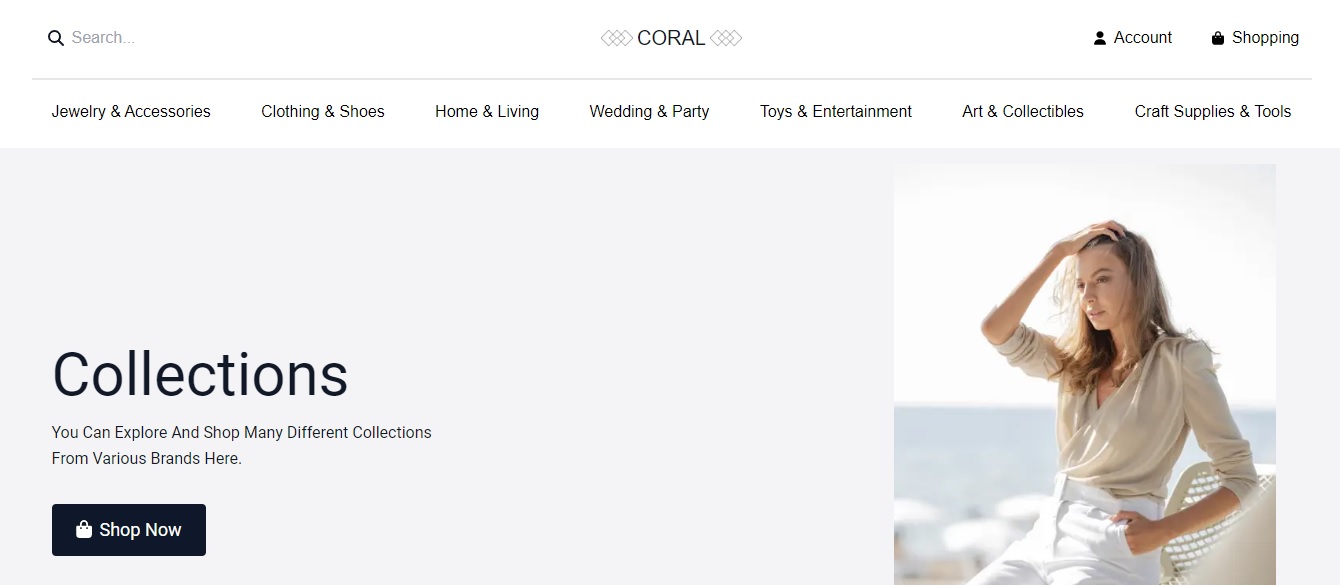 Search...
CORAL
Account
Shopping
Jewelry & Accessories
Clothing & Shoes
Home & Living
Wedding & Party
Toys & Entertainment
Art & Collectibles
Craft Supplies & Tools
Collections
You Can Explore And Shop Many Different Collections
From Various Brands Here.
Shop Now